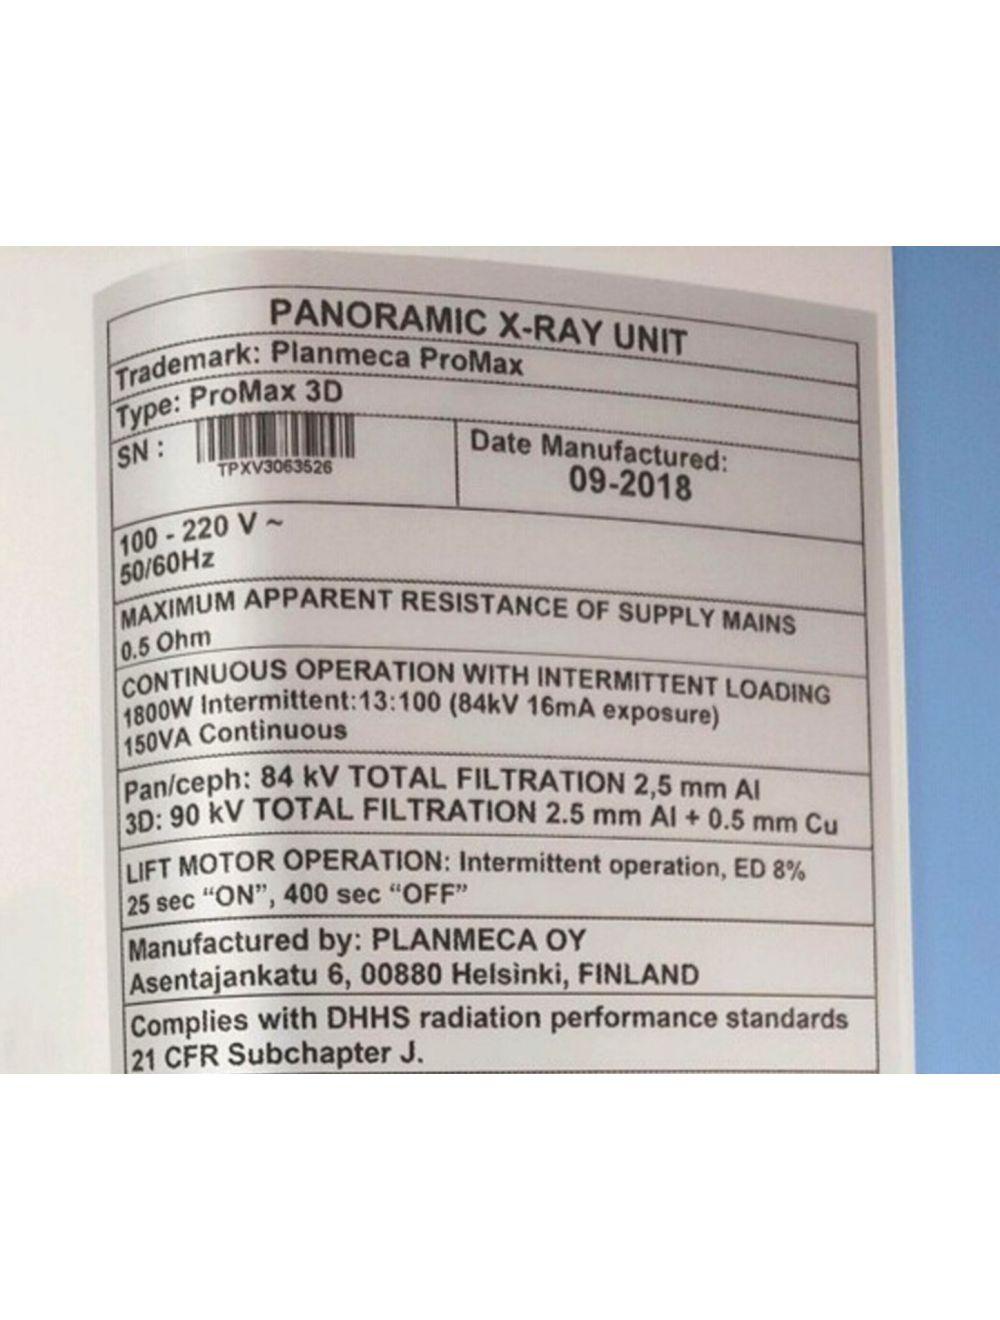 PANORAMIC X-RAY UNIT
Trademark: Planmeca ProMax
Type: ProMax 3D
SN :
TPXV3063526
Date Manufactured:
09-2018
100 - 220 V ~
50/60Hz
MAXIMUM APPARENT RESISTANCE OF SUPPLY MAINS
0.5 Ohm
CONTINUOUS OPERATION WITH INTERMITTENT LOADING
1800W Intermittent:13:100 (84kV 16mA exposure)
150VA Continuous
Pan/ceph: 84 kV TOTAL FILTRATION 2,5 mm Al
3D: 90 kV TOTAL FILTRATION 2.5 mm Al + 0.5 mm Cu
LIFT MOTOR OPERATION: Intermittent operation, ED 8%
25 sec “ON”, 400 sec “OFF”
Manufactured by: PLANMECA OY
Asentajankatu 6, 00880 Helsinki, FINLAND
Complies with DHHS radiation performance standards
21 CFR Subchapter J.